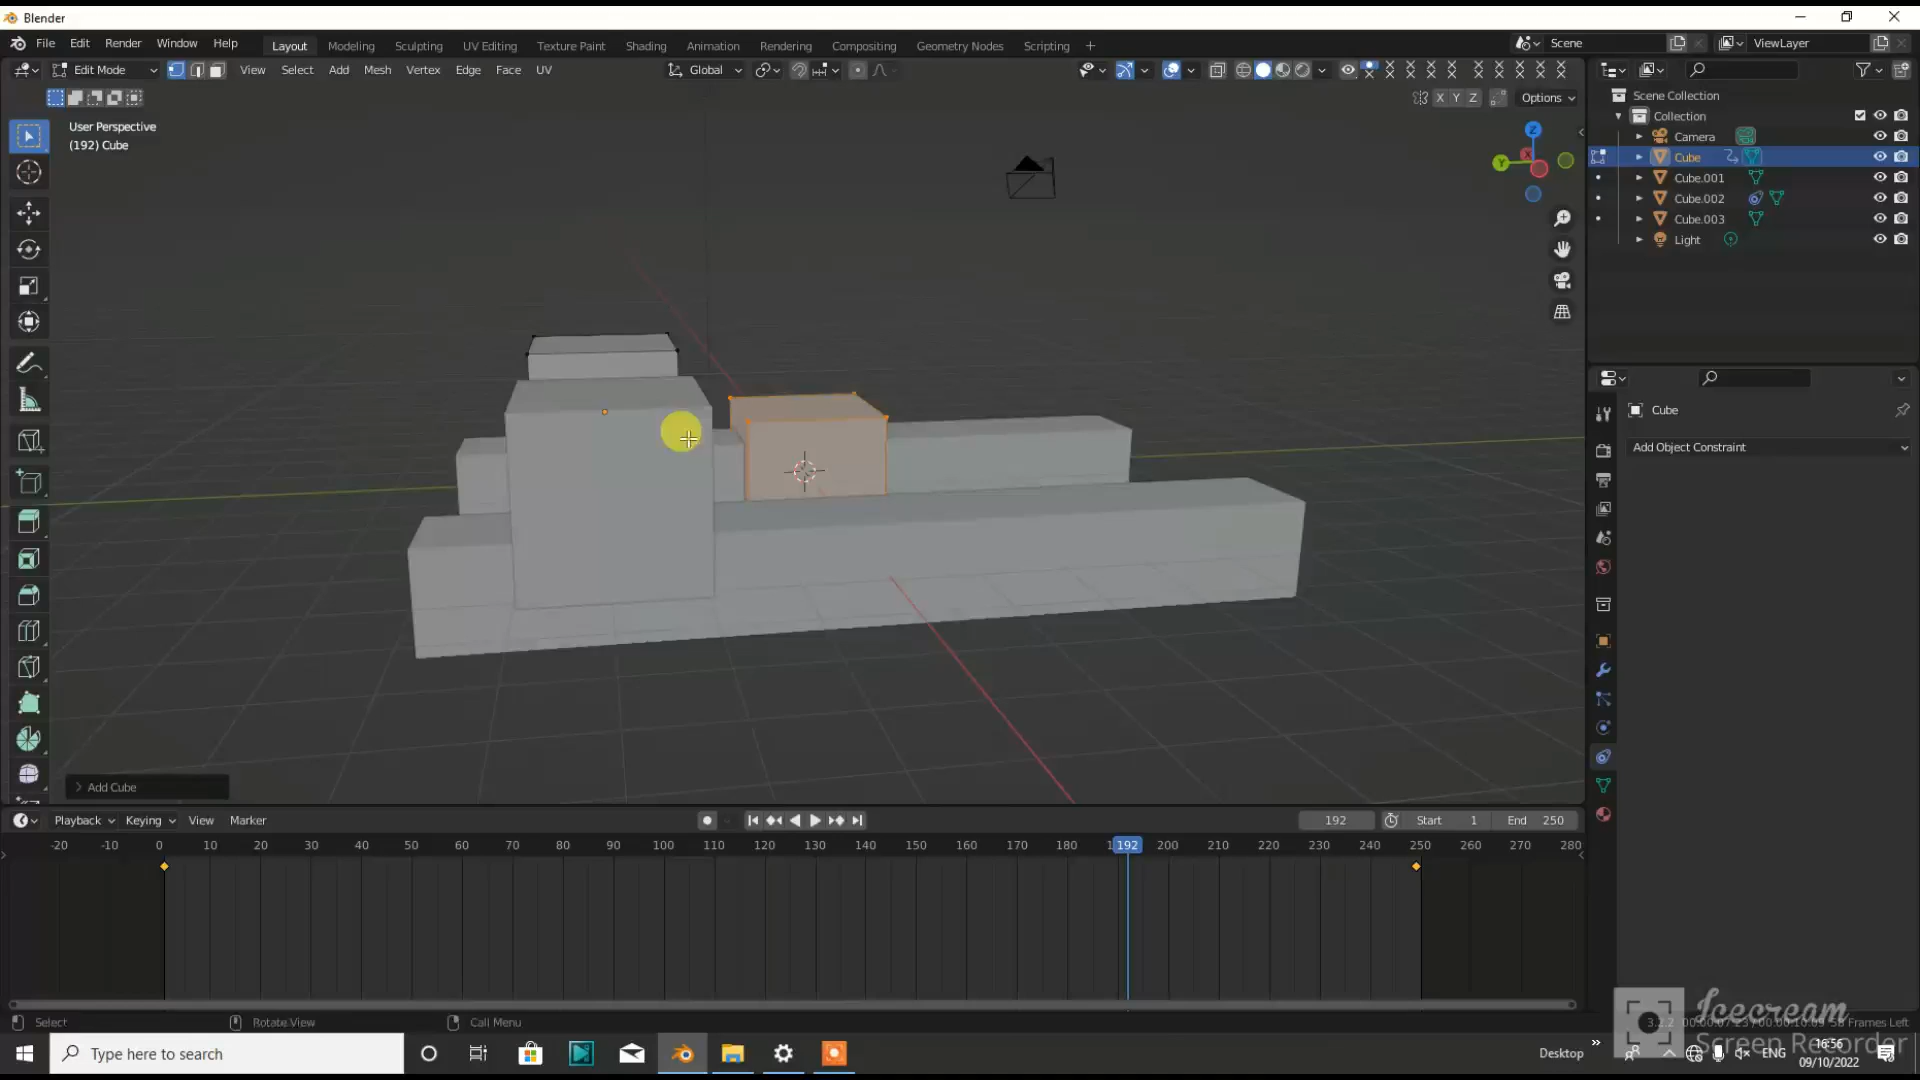 Blender
File Edit Render Window Help Layout Modeling Sculpting UV Editing Texture Paint Shading Animation Rendering Compositing Geometry Nodes Scripting + Scene ViewLayer
Edit Mode View Select Add Mesh Vertex Edge Face UV Global
X Y Z Options
User Perspective
(192) Cube
Z
Y
X
Add Cube
Scene Collection
Collection
Camera
Cube
Cube.001
Cube.002
Cube.003
Light
Cube
Add Object Constraint
Playback Keying View Marker 192 Start 1 End 250
-20 -10 0 10 20 30 40 50 60 70 80 90 100 110 120 130 140 150 160 170 180 192 200 210 220 230 240 250 260 270 280
Select Rotate View Call Menu
Icecream
Screen Recorder
Type here to search
Desktop
ENG
16:56
09/10/2022